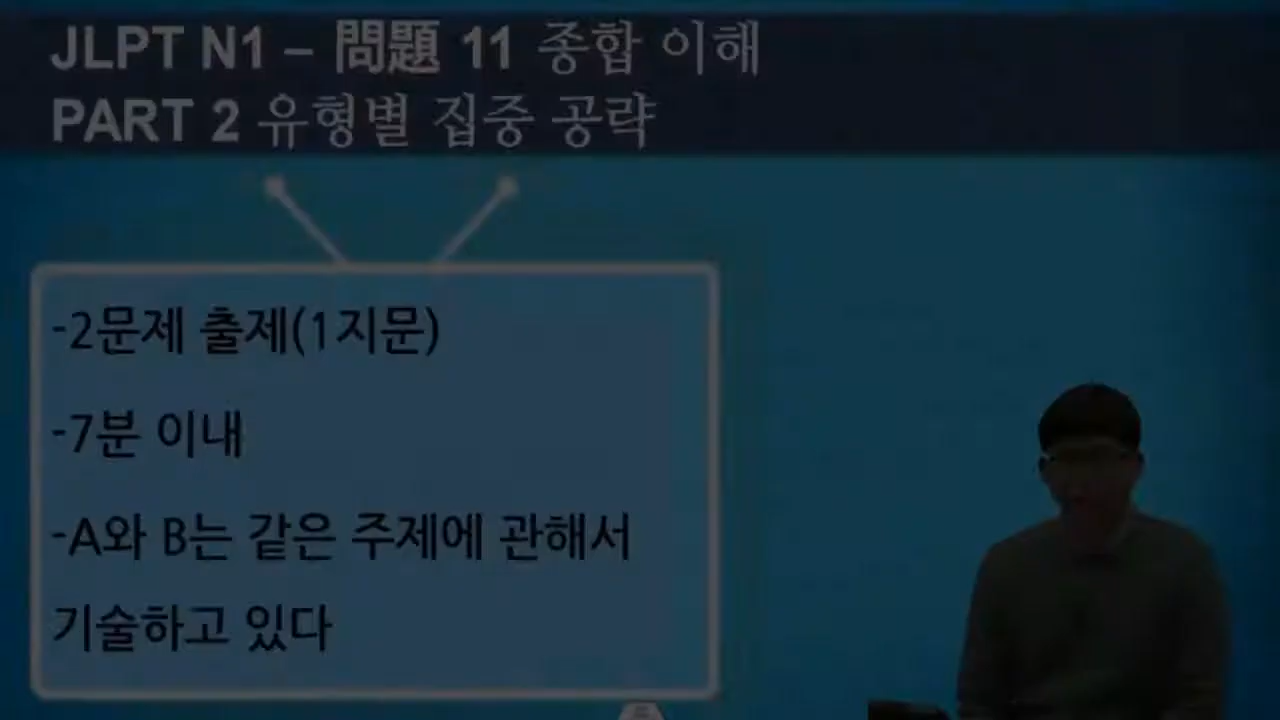 JLPT N1 – 問題 11 종합 이해
PART 2 유형별 집중 공략
-2문제 출제(1지문)
-7분 이내
-A와 B는 같은 주제에 관해서
기술하고 있다